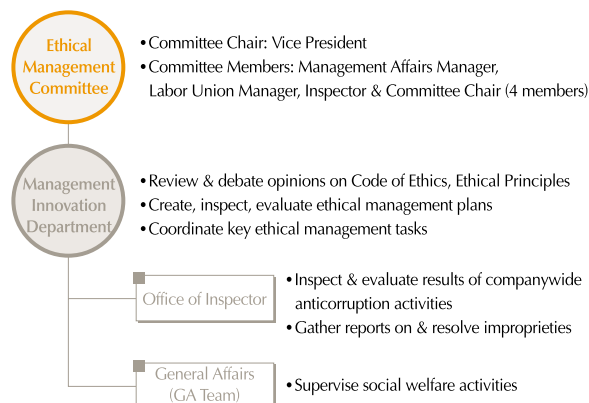 Ethical
Management
Committee
•Committee Chair: Vice President
•Committee Members: Management Affairs Manager,
Labor Union Manager, Inspector & Committee Chair (4 members)
Management
Innovation
Department
•Review & debate opinions on Code of Ethics, Ethical Principles
•Create, inspect, evaluate ethical management plans
•Coordinate key ethical management tasks
Office of Inspector
•Inspect & evaluate results of companywide
anticorruption activities
•Gather reports on & resolve improprieties
General Affairs
(GA Team)
•Supervise social welfare activities